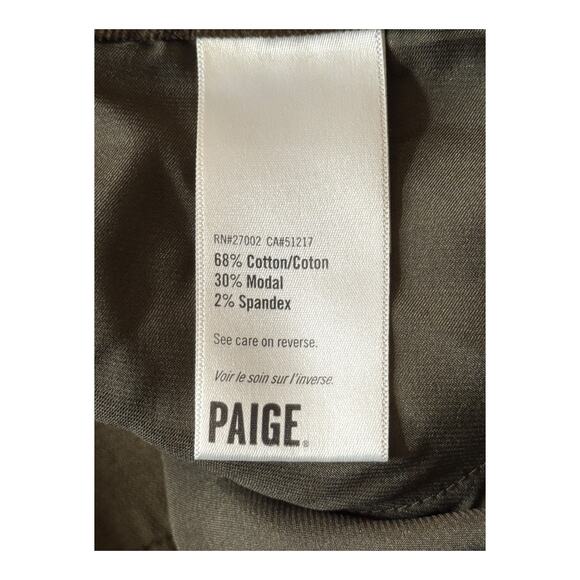 RN#27002 CA#51217
68% Cotton/Coton
30% Modal
2% Spandex
See care on reverse.
Voir le soin sur l'inverse.
PAIGE®